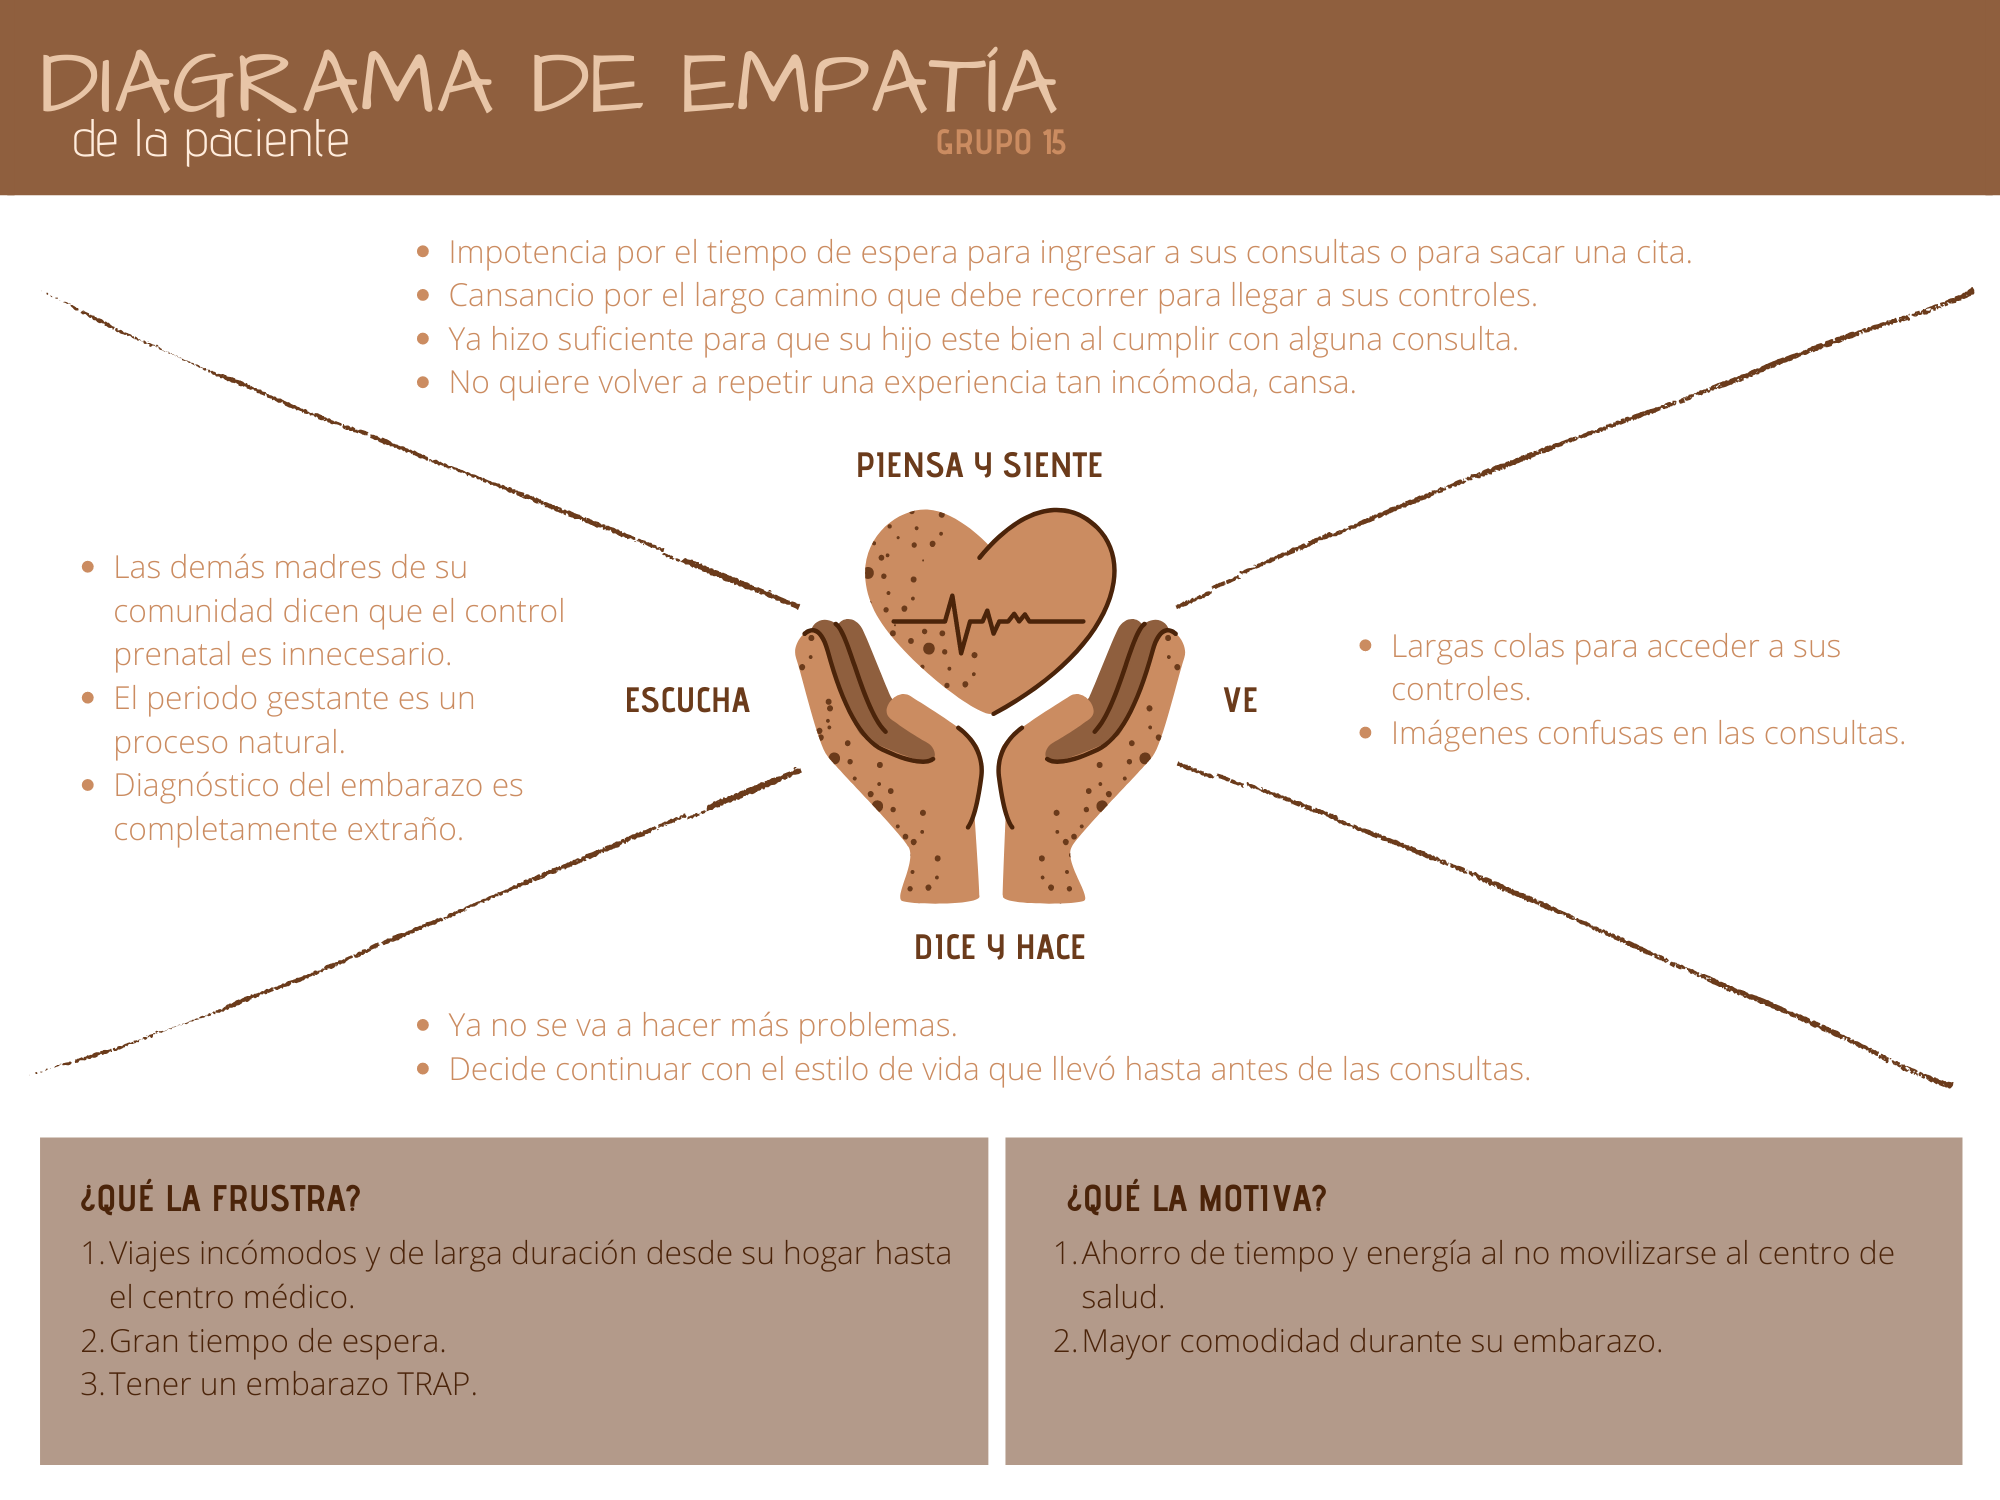 DIAGRAMA DE EMPATÍA
de la paciente
GRUPO 15
• Impotencia por el tiempo de espera para ingresar a sus consultas o para sacar una cita.
• Cansancio por el largo camino que debe recorrer para llegar a sus controles.
• Ya hizo suficiente para que su hijo este bien al cumplir con alguna consulta.
• No quiere volver a repetir una experiencia tan incómoda, cansa.
PIENSA Y SIENTE
• Las demás madres de su
comunidad dicen que el control
prenatal es innecesario.
• El periodo gestante es un
proceso natural.
• Diagnóstico del embarazo es
completamente extraño.
ESCUCHA
VE
• Largas colas para acceder a sus
controles.
• Imágenes confusas en las consultas.
DICE Y HACE
• Ya no se va a hacer más problemas.
• Decide continuar con el estilo de vida que llevó hasta antes de las consultas.
¿QUÉ LA FRUSTRA?
1. Viajes incómodos y de larga duración desde su hogar hasta
el centro médico.
2. Gran tiempo de espera.
3. Tener un embarazo TRAP.
¿QUÉ LA MOTIVA?
1. Ahorro de tiempo y energía al no movilizarse al centro de
salud.
2. Mayor comodidad durante su embarazo.